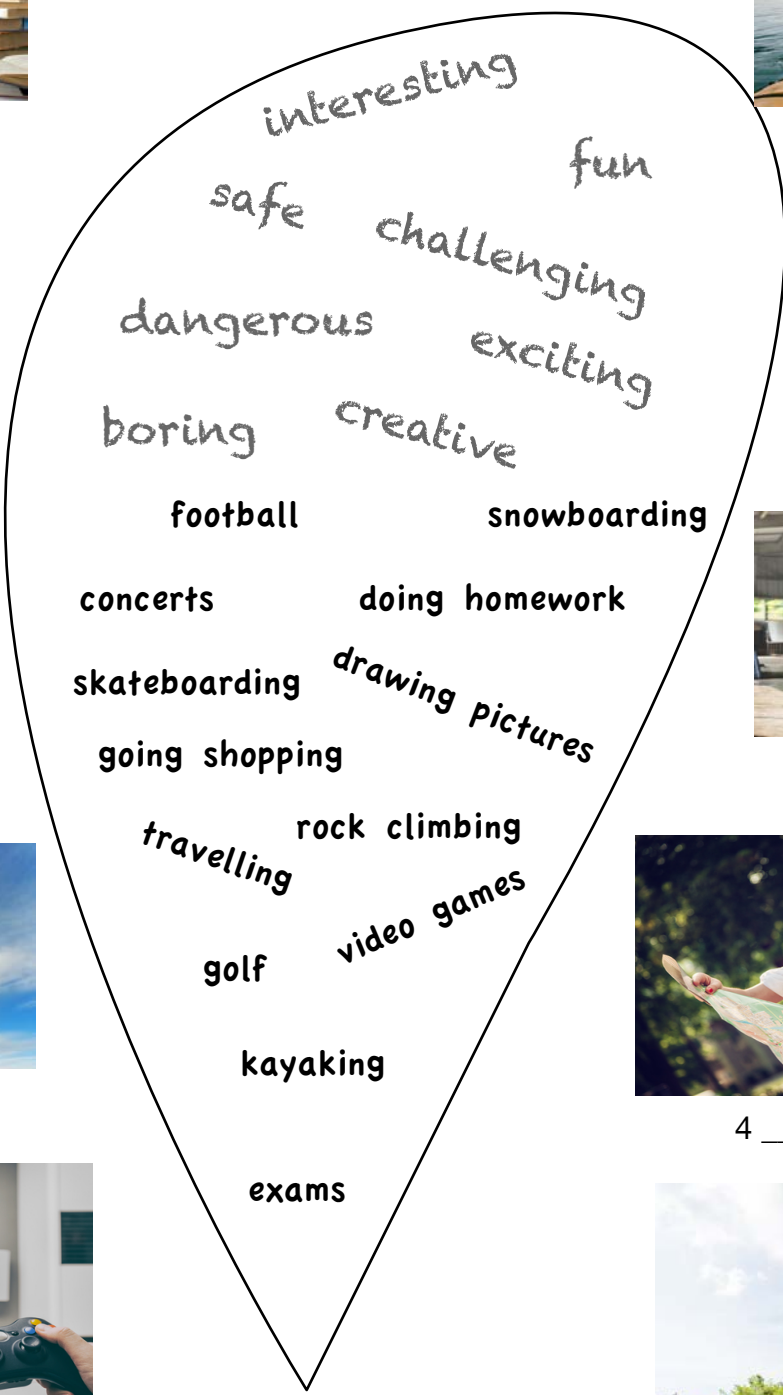 interesting
fun
safe
challenging
dangerous
exciting
creative
boring
football snowboarding
concerts doing homework
skateboarding drawing pictures
going shopping
travelling rock climbing
video games
golf
kayaking
4 __
exams